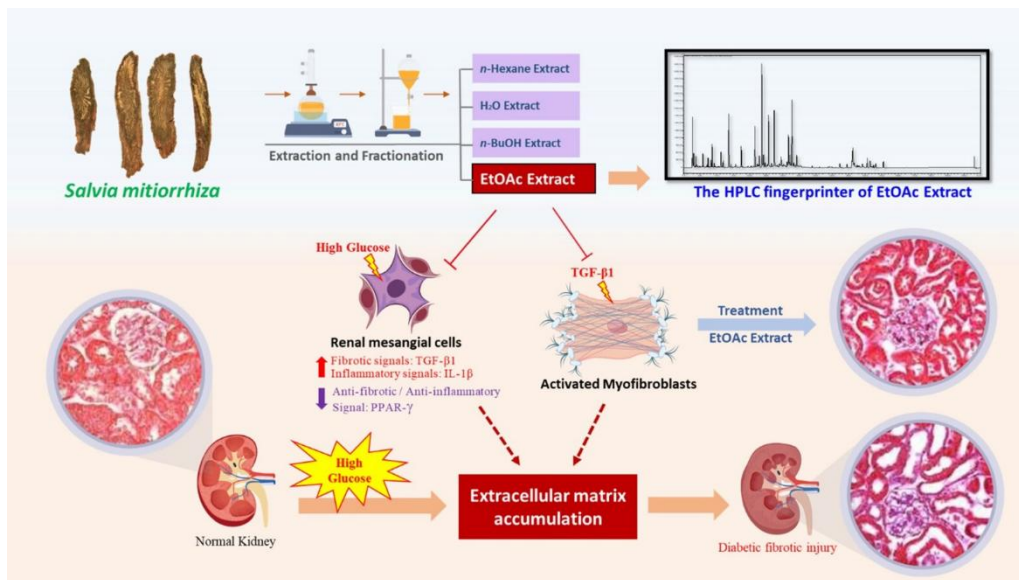 n-Hexane Extract
H₂O Extract
n-BuOH Extract
EtOAc Extract
Extraction and Fractionation
Salvia mitiorrhiza
The HPLC fingerprinter of EtOAc Extract
High Glucose
TGF-β1
Renal mesangial cells
Fibrotic signals: TGF-β1
Inflammatory signals: IL-1β
Anti-fibrotic / Anti-inflammatory
Signal: PPAR-γ
Activated Myofibroblasts
Treatment
EtOAc Extract
High
Glucose
Normal Kidney
Extracellular matrix
accumulation
Diabetic fibrotic injury